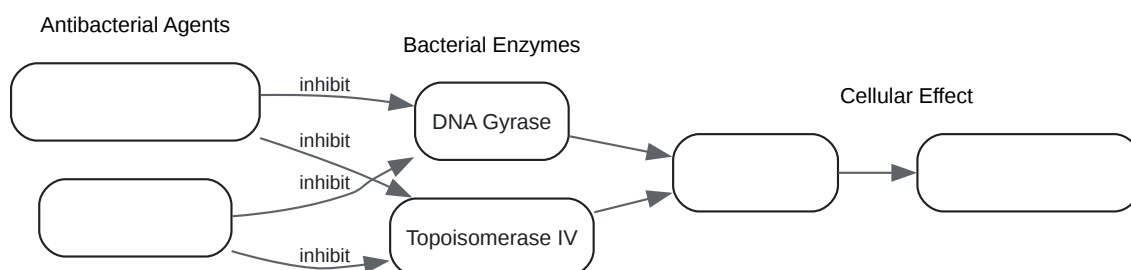 Antibacterial Agents
Bacterial Enzymes
Cellular Effect
inhibit
inhibit
inhibit
inhibit
DNA Gyrase
Topoisomerase IV